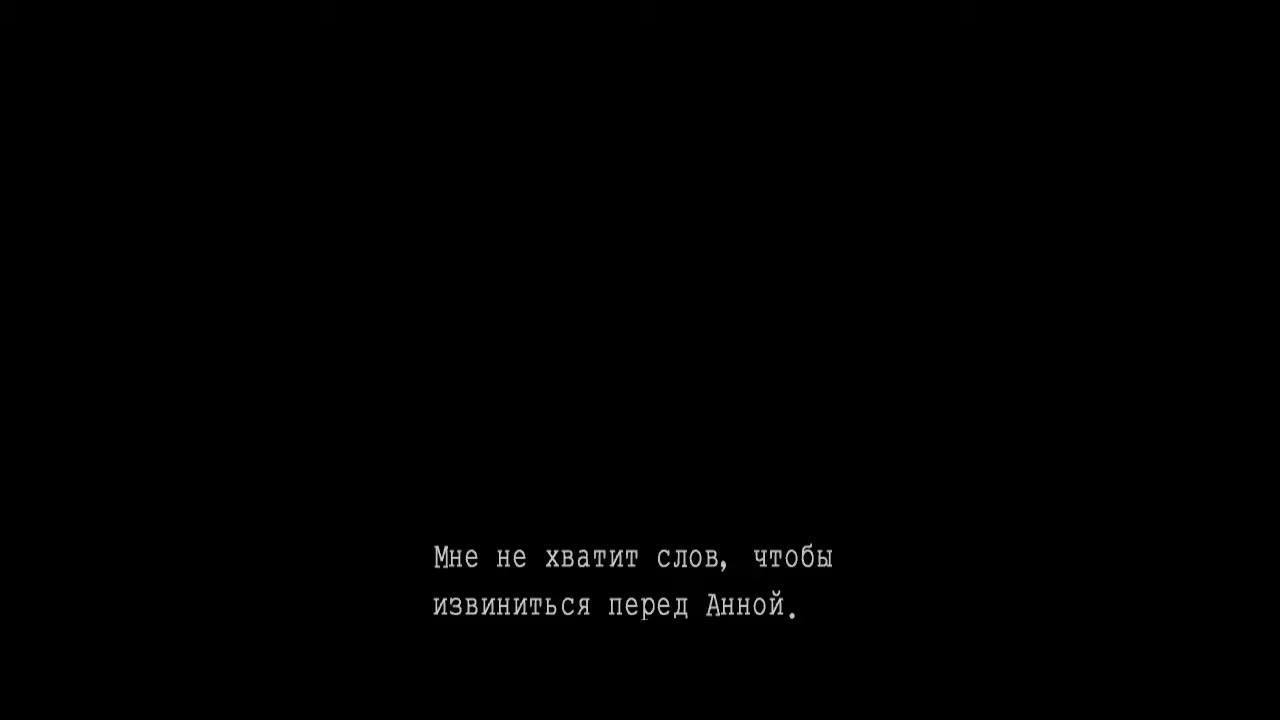 Мне не хватит слов, чтобы
извиниться перед Анной.